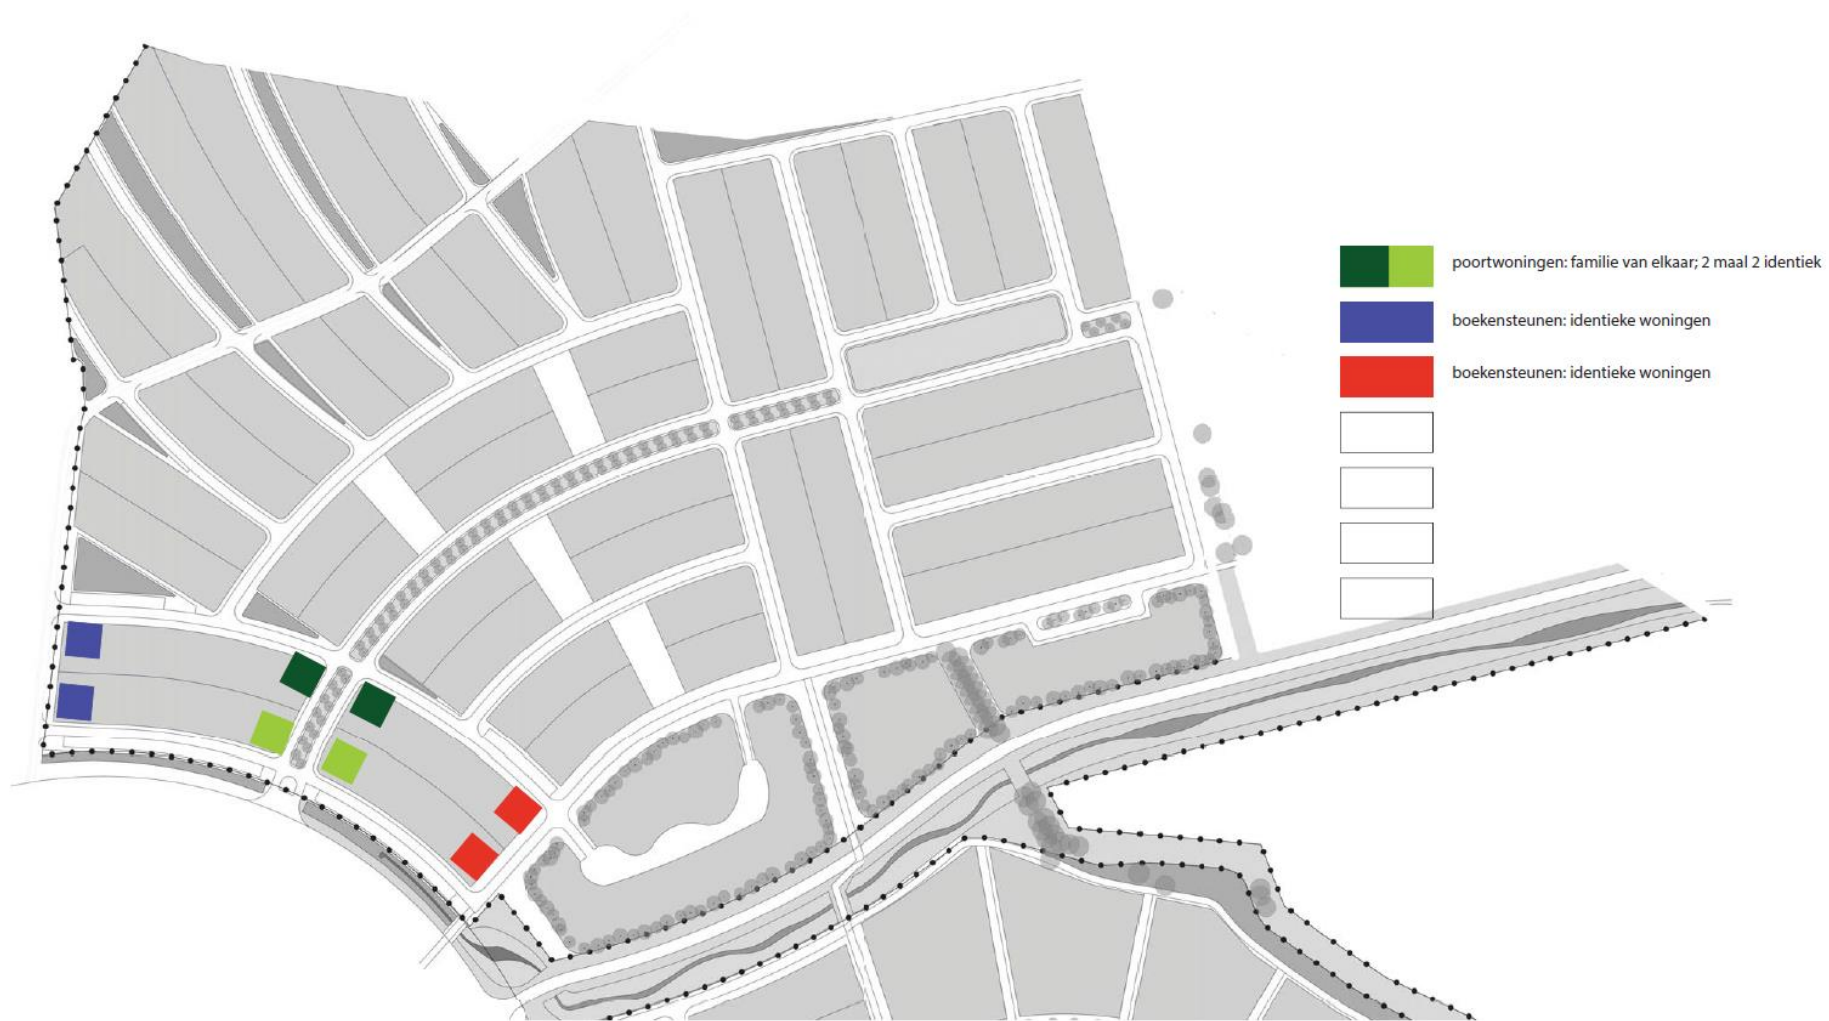 poortwoningen: familie van elkaar; 2 maal 2 identiek
boekensteunen: identieke woningen
boekensteunen: identieke woningen